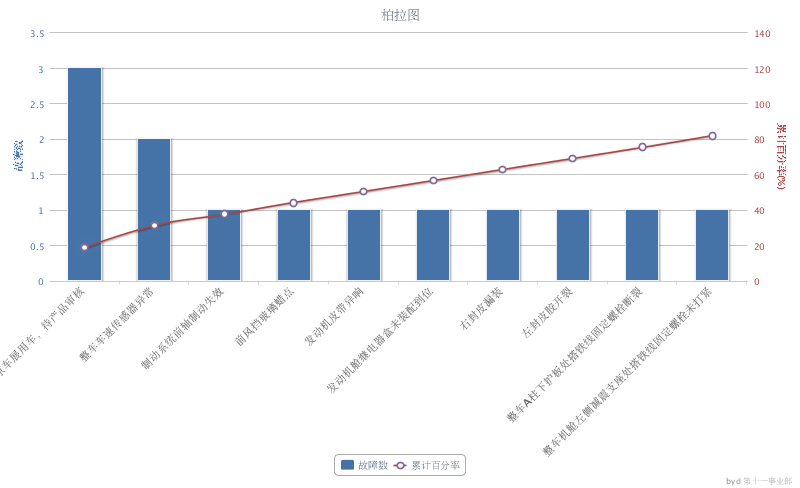 柏拉图
3.5
3
2.5
2
1.5
1
0.5
0
故障数
140
120
100
80
60
40
20
0
累计百分率(%)
京车展用车, 待产品审核
整车车速传感器异常
制动系统前轴制动失效
前风挡玻璃蜡点
发动机皮带异响
发动机舱继电器盒未装配到位
右封皮漏装
左封皮胶开裂
整车A柱下护板处搭铁线固定螺栓断裂
整车机舱左侧减震支座处搭铁线固定螺栓未打紧
故障数
累计百分率
byd 第十一事业部